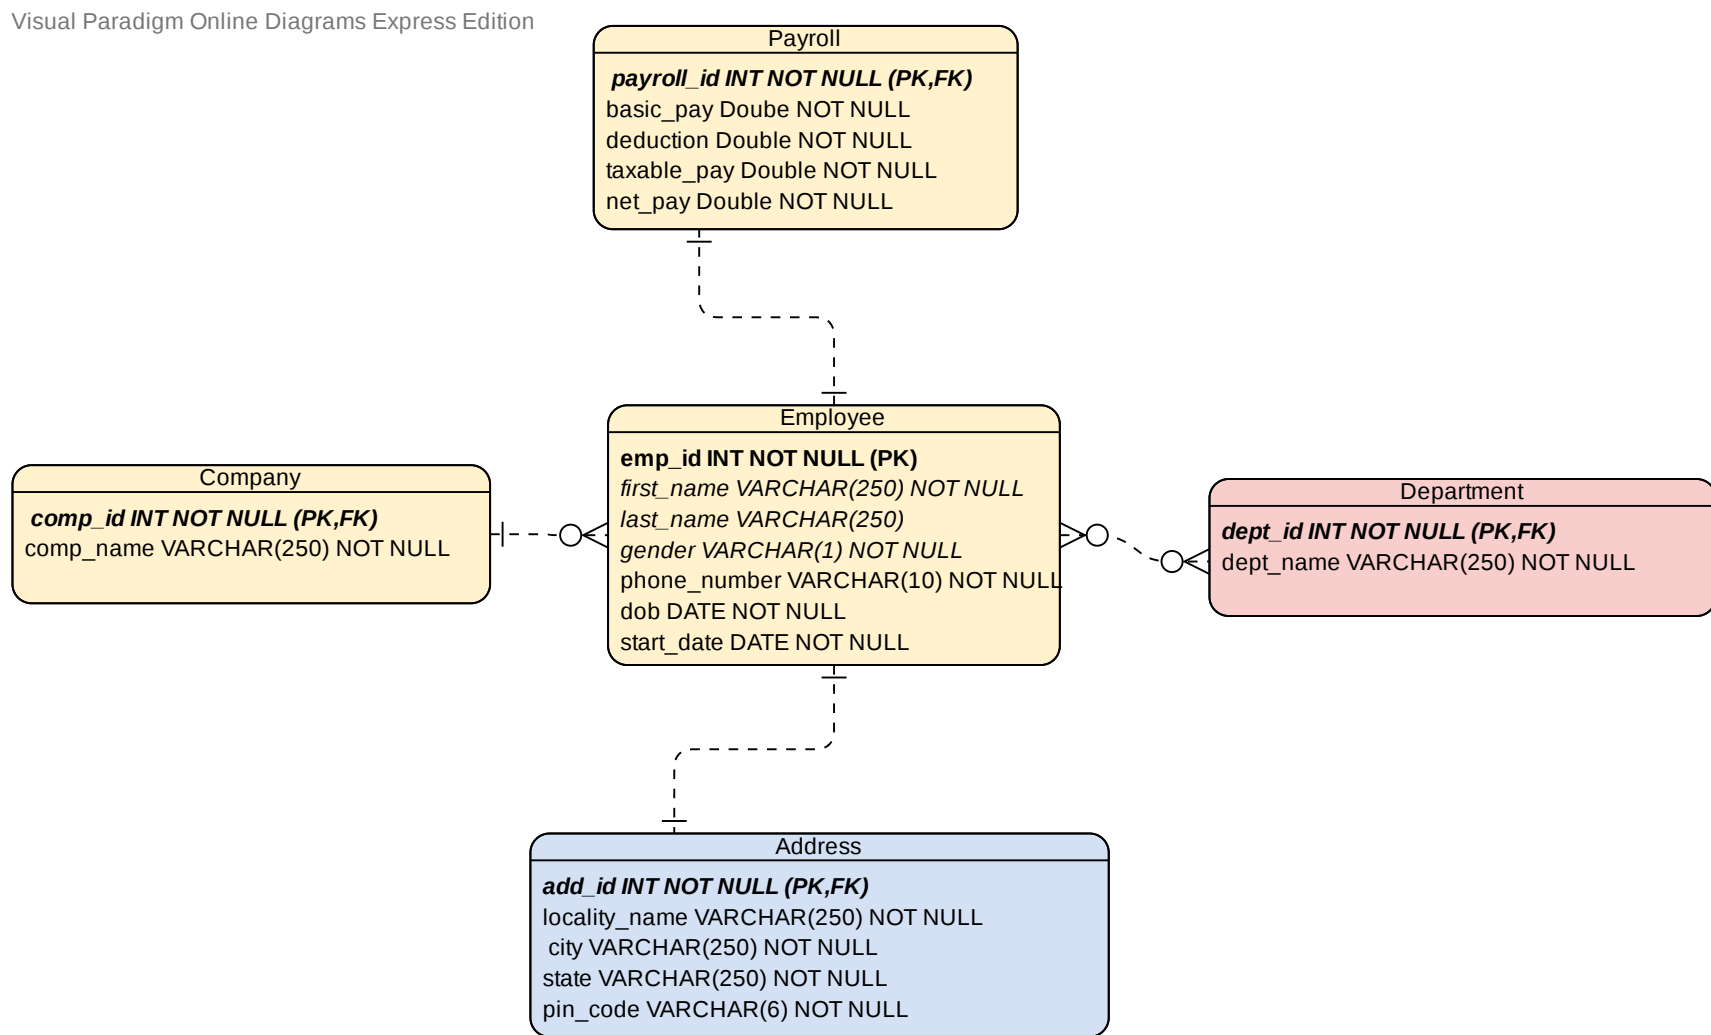 Visual Paradigm Online Diagrams Express Edition
Payroll
payroll_id INT NOT NULL (PK,FK)
basic_pay Doube NOT NULL
deduction Double NOT NULL
taxable_pay Double NOT NULL
net_pay Double NOT NULL
Employee
emp_id INT NOT NULL (PK)
first_name VARCHAR(250) NOT NULL
last_name VARCHAR(250)
gender VARCHAR(1) NOT NULL
phone_number VARCHAR(10) NOT NULL
dob DATE NOT NULL
start_date DATE NOT NULL
Company
comp_id INT NOT NULL (PK,FK)
comp_name VARCHAR(250) NOT NULL
Department
dept_id INT NOT NULL (PK,FK)
dept_name VARCHAR(250) NOT NULL
Address
add_id INT NOT NULL (PK,FK)
locality_name VARCHAR(250) NOT NULL
city VARCHAR(250) NOT NULL
state VARCHAR(250) NOT NULL
pin_code VARCHAR(6) NOT NULL